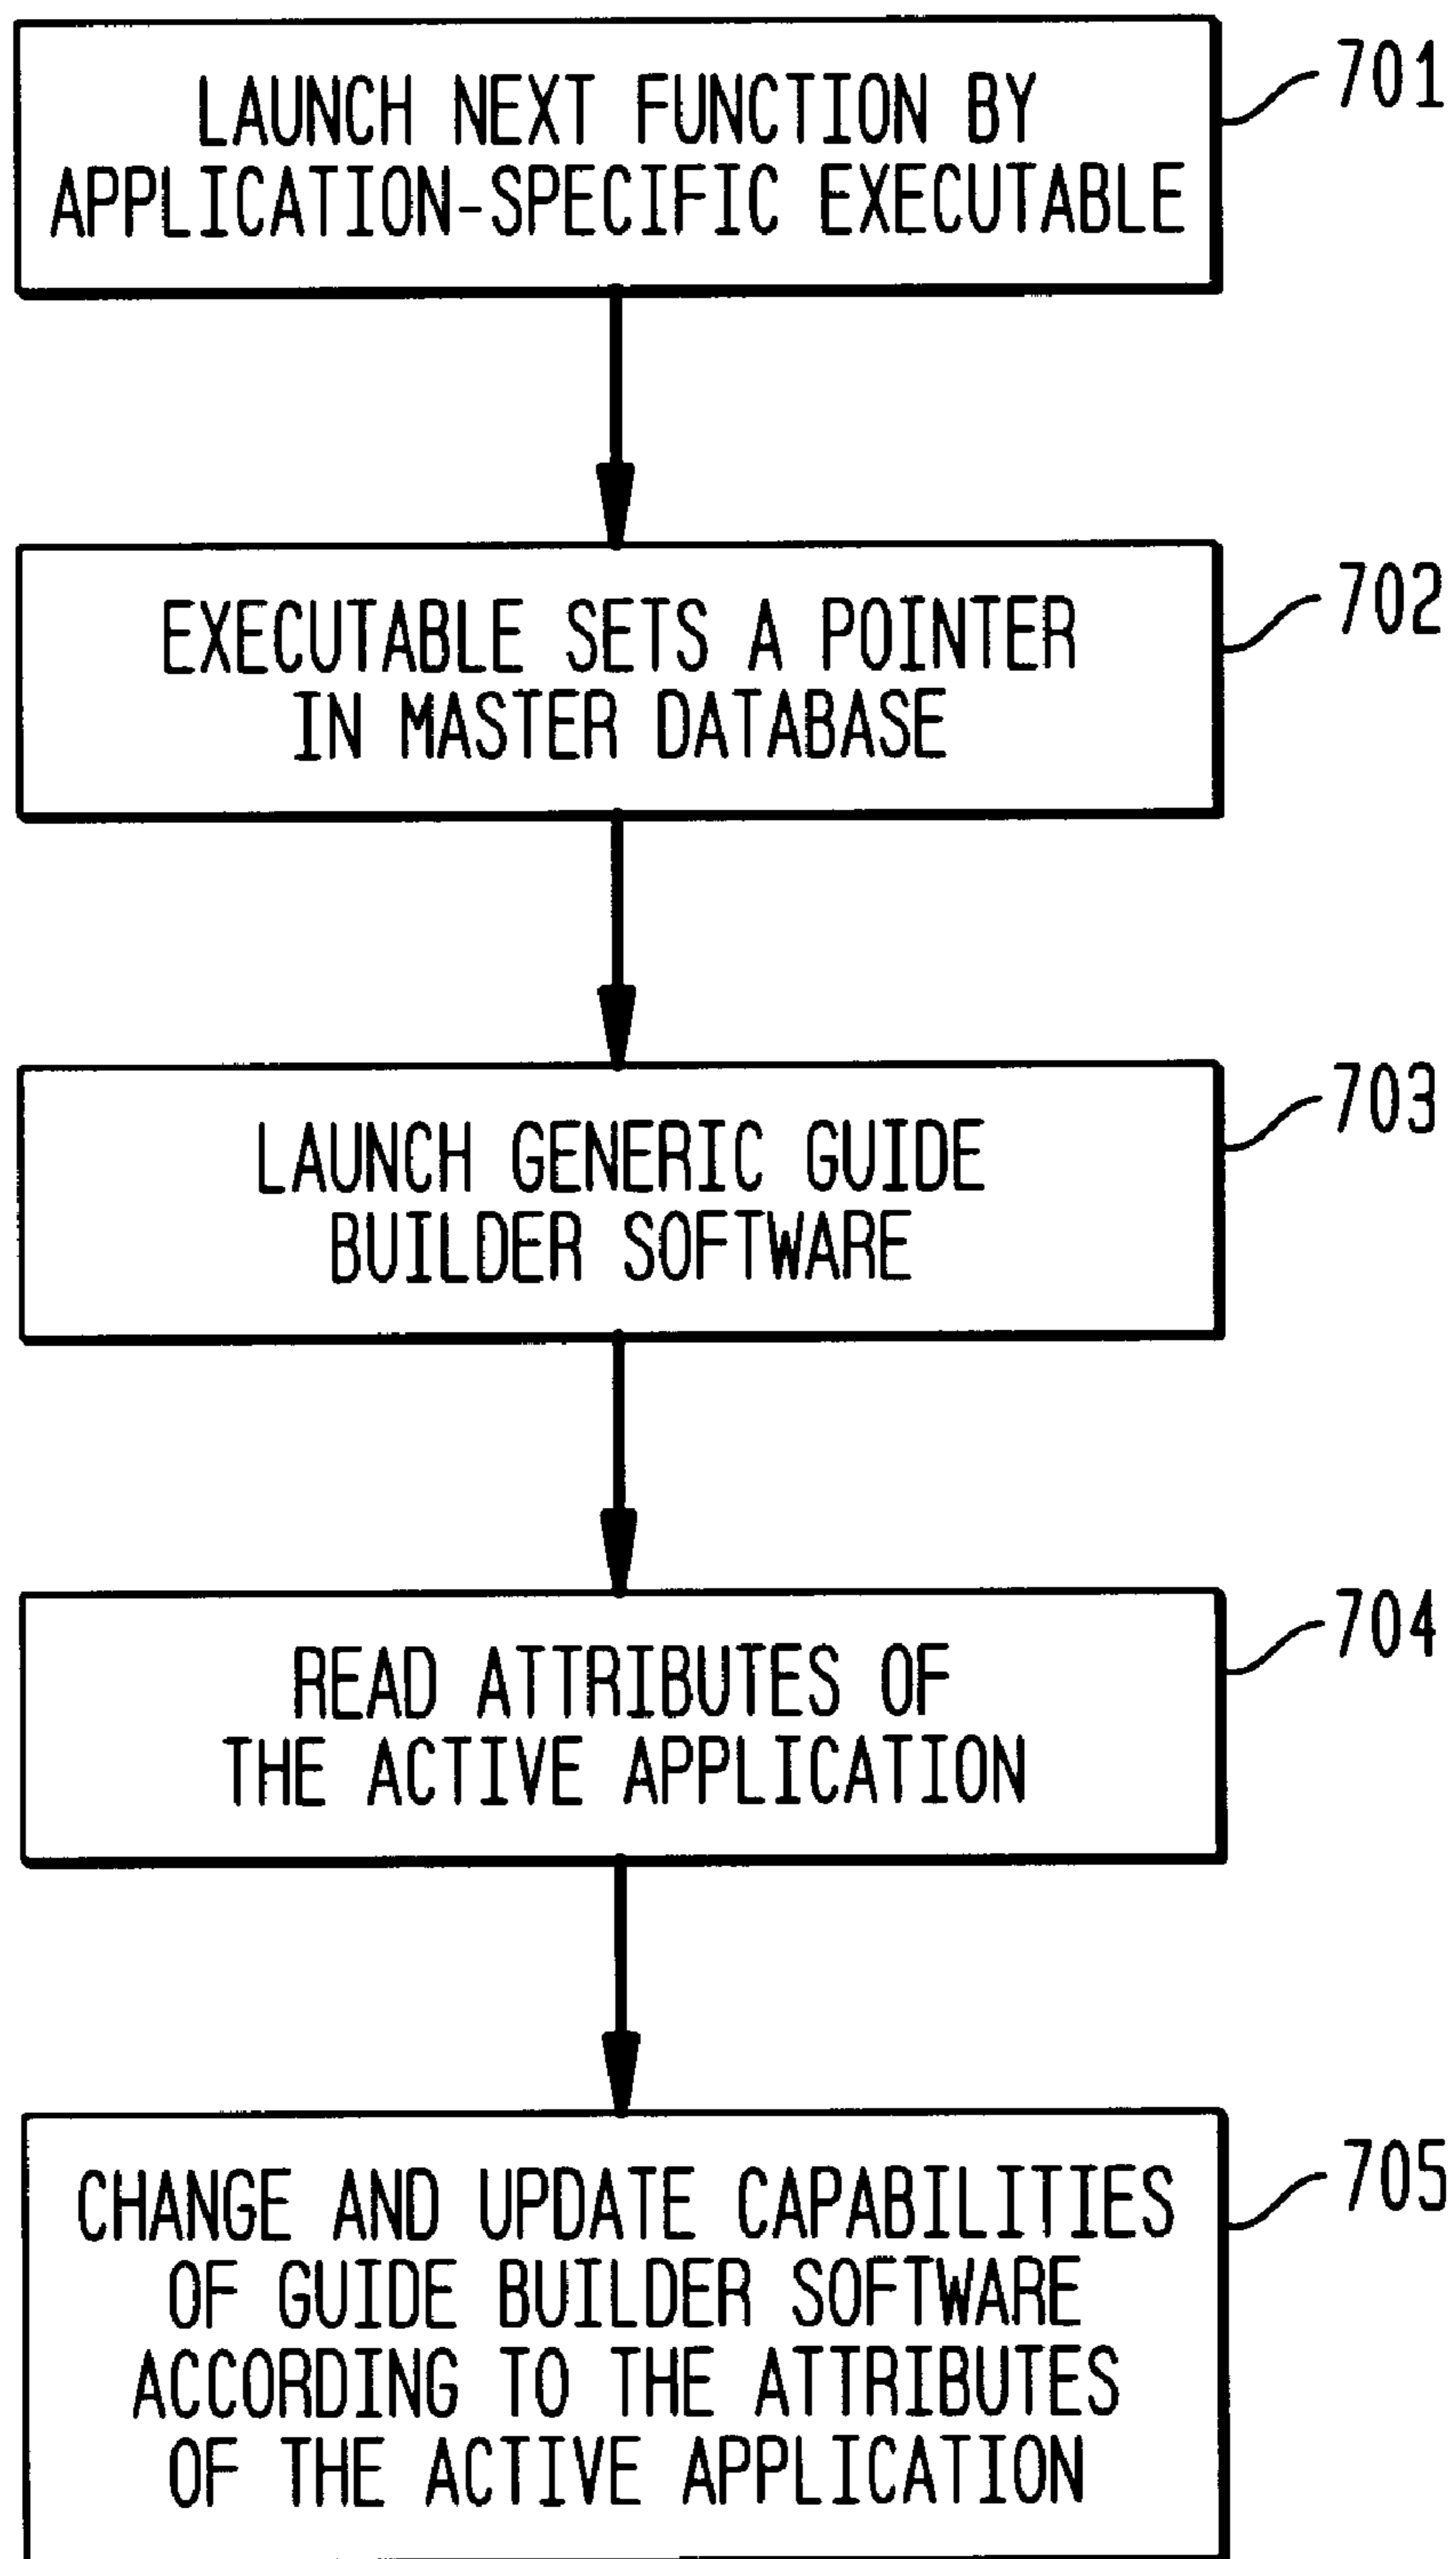 LAUNCH NEXT FUNCTION BY
APPLICATION-SPECIFIC EXECUTABLE
701
EXECUTABLE SETS A POINTER
IN MASTER DATABASE
702
LAUNCH GENERIC GUIDE
BUILDER SOFTWARE
703
READ ATTRIBUTES OF
THE ACTIVE APPLICATION
704
CHANGE AND UPDATE CAPABILITIES
OF GUIDE BUILDER SOFTWARE
ACCORDING TO THE ATTRIBUTES
OF THE ACTIVE APPLICATION
705